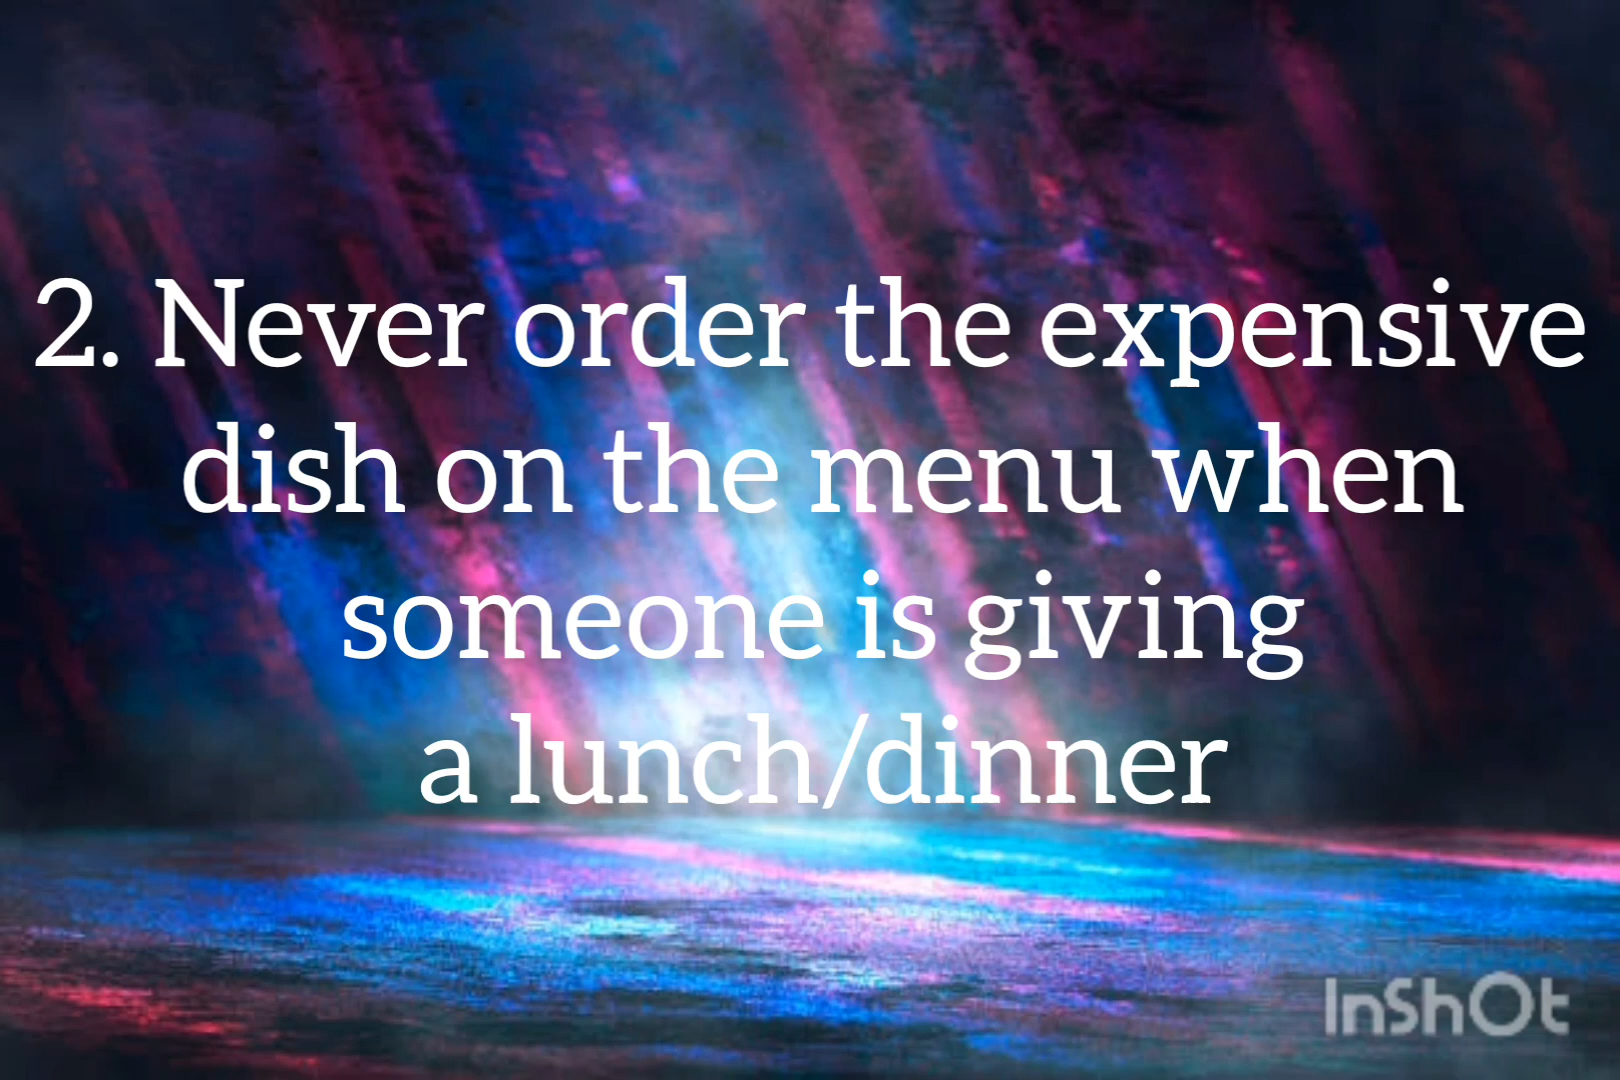 2. Never order the expensive
dish on the menu when
someone is giving
a lunch/dinner
InShOt